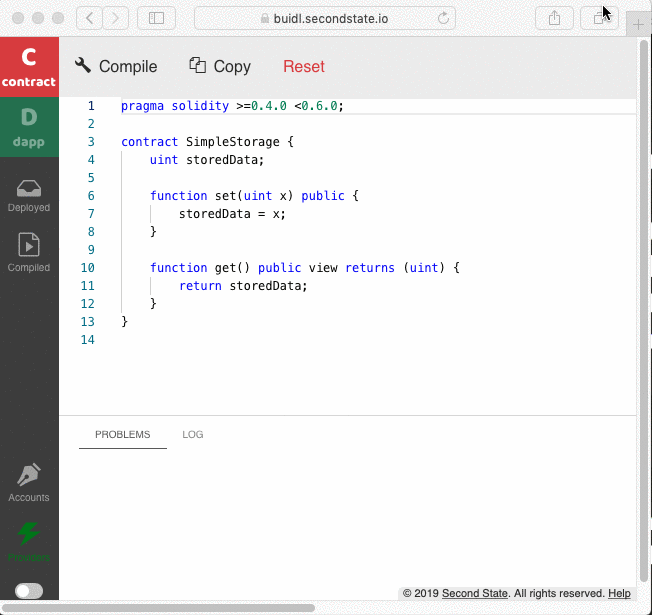 buidl.secondstate.io
C
contract
D
dapp
Deployed
Compiled
Accounts
Providers
Compile Copy Reset
1 pragma solidity >=0.4.0 <0.6.0;
2
3 contract SimpleStorage {
4 uint storedData;
5
6 function set(uint x) public {
7 storedData = x;
8 }
9
10 function get() public view returns (uint) {
11 return storedData;
12 }
13 }
14
PROBLEMS LOG
© 2019 Second State. All rights reserved. Help